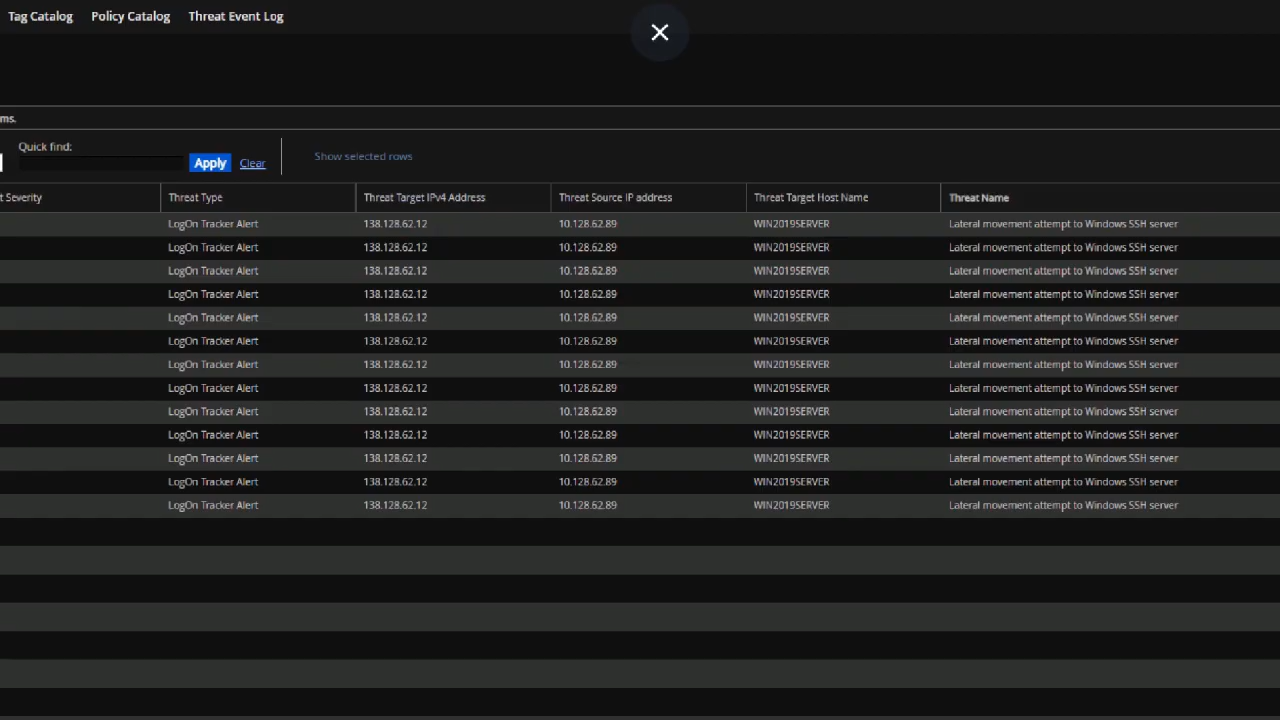 Tag Catalog Policy Catalog Threat Event Log
ms.
Quick find:
Apply Clear Show selected rows
t Severity Threat Type Threat Target IPv4 Address Threat Source IP address Threat Target Host Name Threat Name
LogOn Tracker Alert 138.128.62.12 10.128.62.89 WIN2019SERVER Lateral movement attempt to Windows SSH server
LogOn Tracker Alert 138.128.62.12 10.128.62.89 WIN2019SERVER Lateral movement attempt to Windows SSH server
LogOn Tracker Alert 138.128.62.12 10.128.62.89 WIN2019SERVER Lateral movement attempt to Windows SSH server
LogOn Tracker Alert 138.128.62.12 10.128.62.89 WIN2019SERVER Lateral movement attempt to Windows SSH server
LogOn Tracker Alert 138.128.62.12 10.128.62.89 WIN2019SERVER Lateral movement attempt to Windows SSH server
LogOn Tracker Alert 138.128.62.12 10.128.62.89 WIN2019SERVER Lateral movement attempt to Windows SSH server
LogOn Tracker Alert 138.128.62.12 10.128.62.89 WIN2019SERVER Lateral movement attempt to Windows SSH server
LogOn Tracker Alert 138.128.62.12 10.128.62.89 WIN2019SERVER Lateral movement attempt to Windows SSH server
LogOn Tracker Alert 138.128.62.12 10.128.62.89 WIN2019SERVER Lateral movement attempt to Windows SSH server
LogOn Tracker Alert 138.128.62.12 10.128.62.89 WIN2019SERVER Lateral movement attempt to Windows SSH server
LogOn Tracker Alert 138.128.62.12 10.128.62.89 WIN2019SERVER Lateral movement attempt to Windows SSH server
LogOn Tracker Alert 138.128.62.12 10.128.62.89 WIN2019SERVER Lateral movement attempt to Windows SSH server
LogOn Tracker Alert 138.128.62.12 10.128.62.89 WIN2019SERVER Lateral movement attempt to Windows SSH server